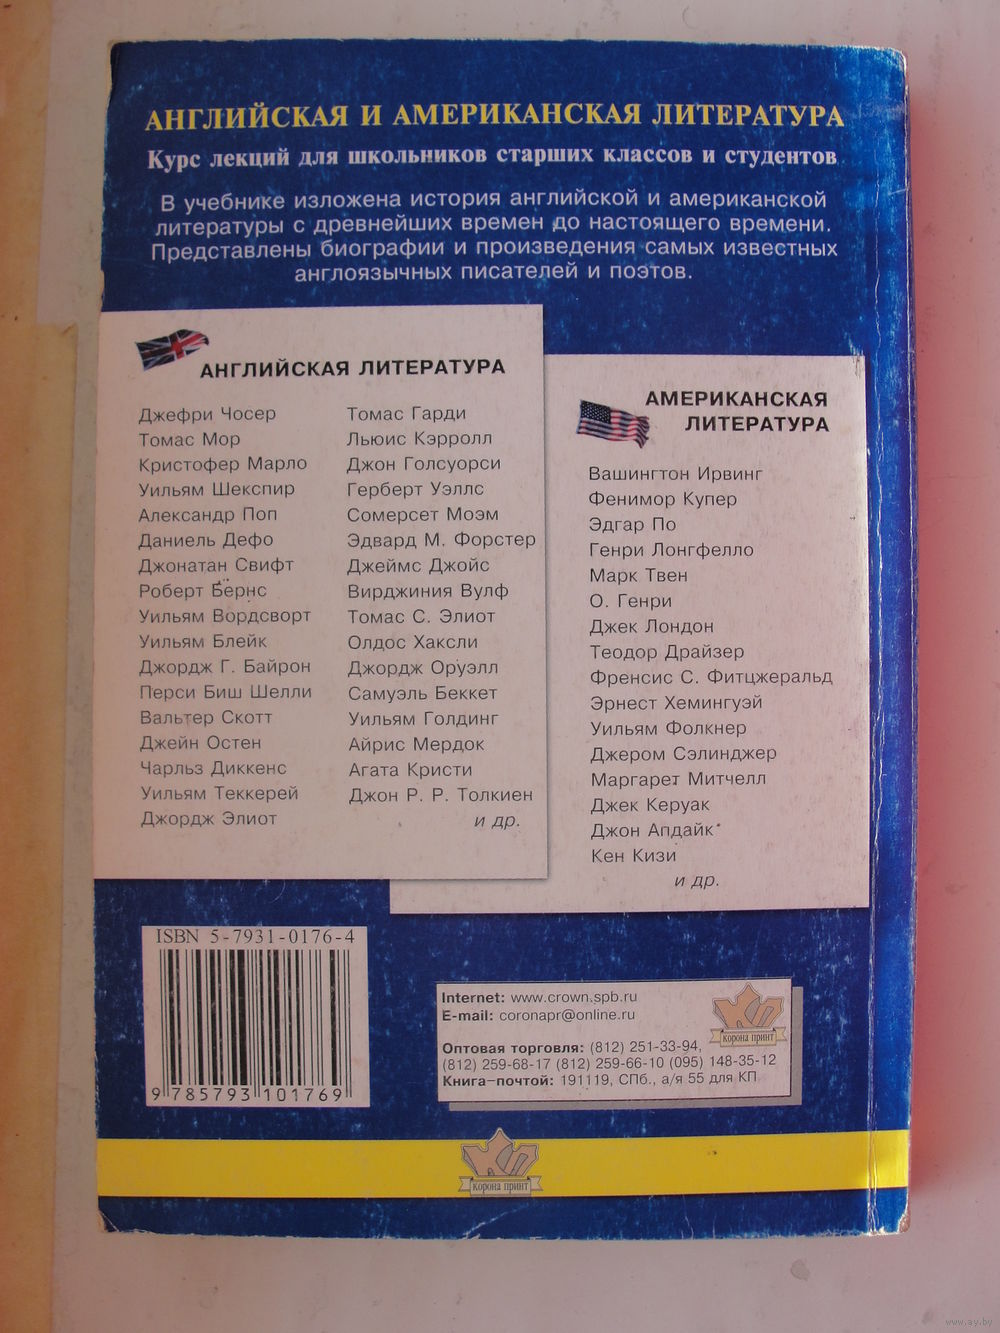 АНГЛИЙСКАЯ И АМЕРИКАНСКАЯ ЛИТЕРАТУРА
Курс лекций для школьников старших классов и студентов
В учебнике изложена история английской и американской
литературы с древнейших времен до настоящего времени.
Представлены биографии и произведения самых известных
англоязычных писателей и поэтов.
АНГЛИЙСКАЯ ЛИТЕРАТУРА
Джефри Чосер
Томас Мор
Кристофер Марло
Уильям Шекспир
Александр Поп
Даниель Дефо
Джонатан Свифт
Роберт Бернс
Уильям Вордсворт
Уильям Блейк
Джордж Г. Байрон
Перси Биш Шелли
Вальтер Скотт
Джейн Остен
Чарльз Диккенс
Уильям Теккерей
Джордж Элиот
Томас Гарди
Льюис Кэрролл
Джон Голсуорси
Герберт Уэллс
Сомерсет Моэм
Эдвард М. Форстер
Джеймс Джойс
Вирджиния Вулф
Томас С. Элиот
Олдос Хаксли
Джордж Оруэлл
Самуэль Беккет
Уильям Голдинг
Айрис Мердок
Агата Кристи
Джон Р. Р. Толкиен
и др.
АМЕРИКАНСКАЯ
ЛИТЕРАТУРА
Вашингтон Ирвинг
Фенимор Купер
Эдгар По
Генри Лонгфелло
Марк Твен
О. Генри
Джек Лондон
Теодор Драйзер
Френсис С. Фитцжеральд
Эрнест Хемингуэй
Уильям Фолкнер
Джером Сэлинджер
Маргарет Митчелл
Джек Керуак
Джон Апдайк
Кен Кизи
и др.
ISBN 5-7931-0176-4
9 785793 101769
Internet: www.crown.spb.ru
E-mail: coronapr@online.ru
Оптовая торговля: (812) 251-33-94,
(812) 259-68-17 (812) 259-66-10 (095) 148-35-12
Книга-почтой: 191119, СПб., а/я 55 для КП
КП
корона принт
КП
корона принт
www.ay.by